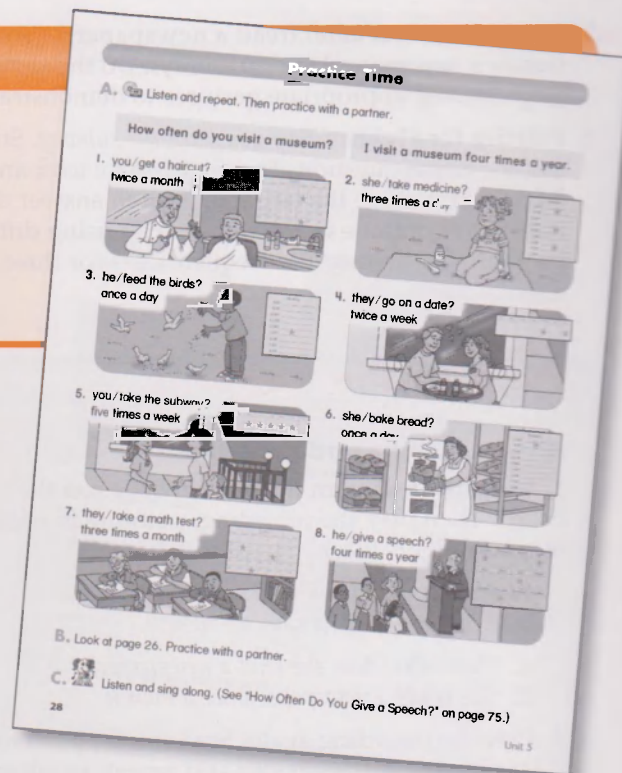 Practice Time
A. Listen and repeat. Then practice with a partner.
How often do you visit a museum?
I visit a museum four times a year.
1. you/get a haircut?
twice a month
2. she/take medicine?
three times a day
3. he/feed the birds?
once a day
4. they/go on a date?
twice a week
5. you/take the subway?
five times a week
6. she/bake bread?
once a day
7. they/take a math test?
three times a month
8. he/give a speech?
four times a year
B. Look at page 26. Practice with a partner.
C. Listen and sing along. (See "How Often Do You Give a Speech?" on page 75.)
28
Unit 5